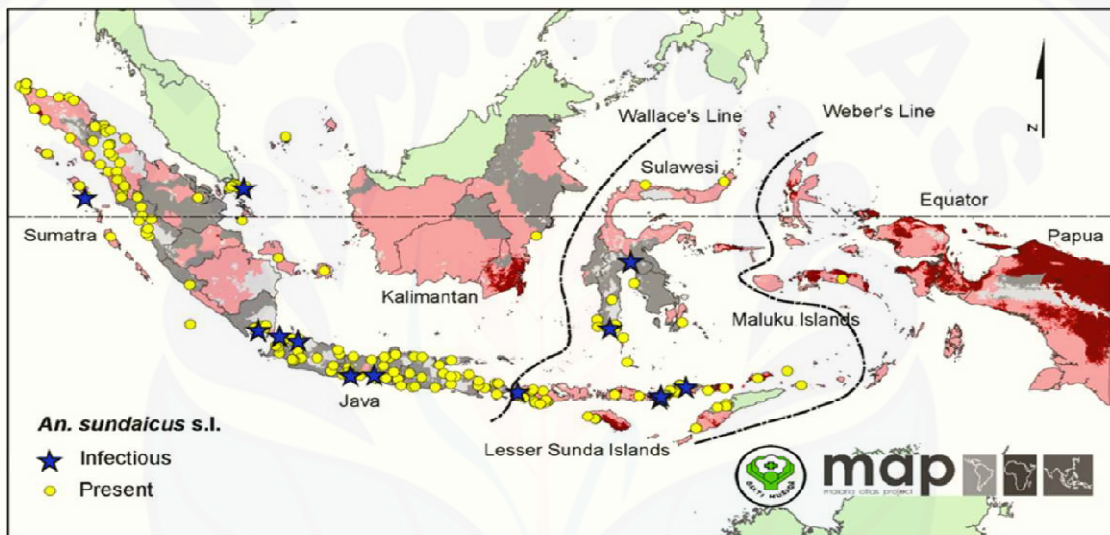 Wallace's Line
Weber's Line
N
Sulawesi
Equator
Papua
Sumatra
Kalimantan
Maluku Islands
Java
Lesser Sunda Islands
An. sundaicus s.l.
Infectious
Present
map
malaria atlas project